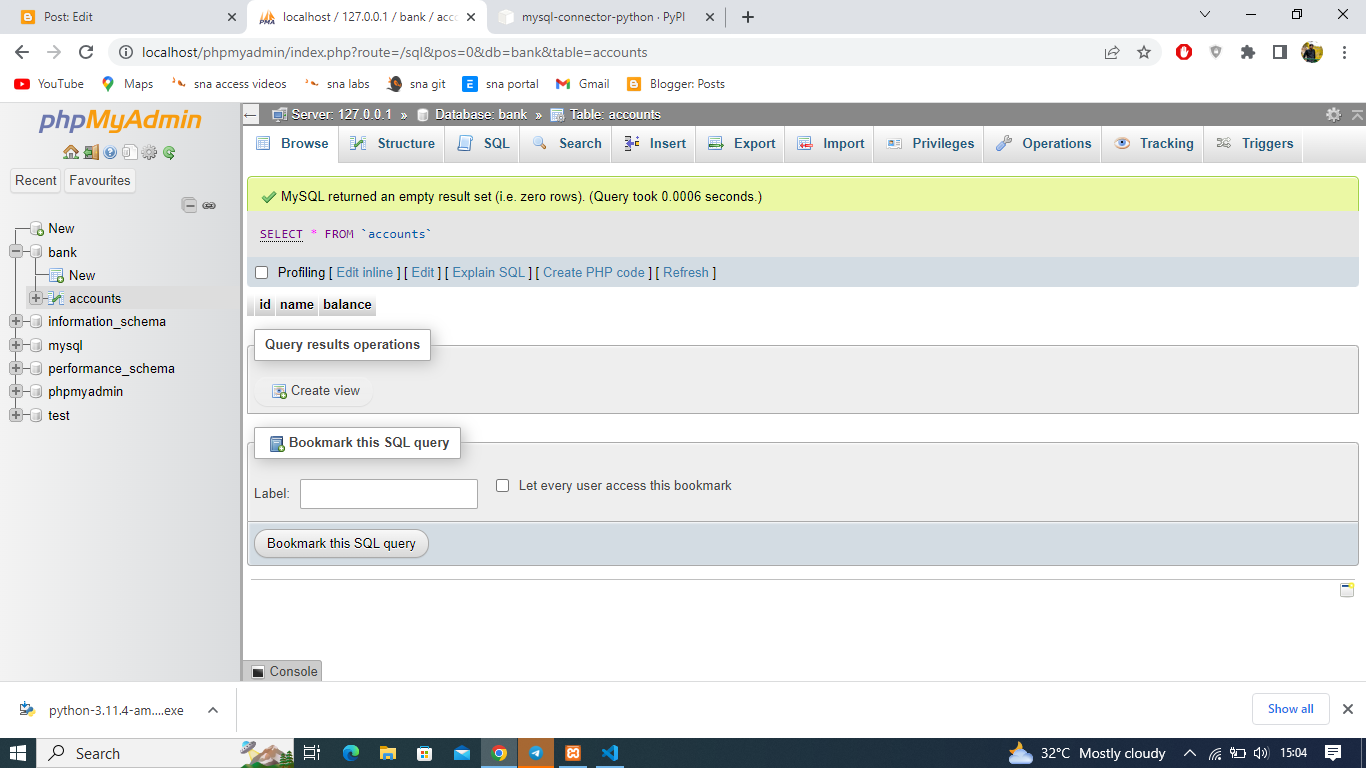 Post: Edit
localhost / 127.0.0.1 / bank / acco
mysql-connector-python · PyPI
localhost/phpmyadmin/index.php?route=/sql&pos=0&db=bank&table=accounts
YouTube
Maps
sna access videos
sna labs
sna git
sna portal
Gmail
Blogger: Posts
phpMyAdmin
Recent
Favourites
New
bank
New
accounts
information_schema
mysql
performance_schema
phpmyadmin
test
Server: 127.0.0.1 » Database: bank » Table: accounts
Browse
Structure
SQL
Search
Insert
Export
Import
Privileges
Operations
Tracking
Triggers
MySQL returned an empty result set (i.e. zero rows). (Query took 0.0006 seconds.)
SELECT * FROM `accounts`
Profiling [ Edit inline ] [ Edit ] [ Explain SQL ] [ Create PHP code ] [ Refresh ]
id name balance
Query results operations
Create view
Bookmark this SQL query
Label:
Let every user access this bookmark
Bookmark this SQL query
Console
python-3.11.4-am....exe
Show all
Search
32°C Mostly cloudy
15:04